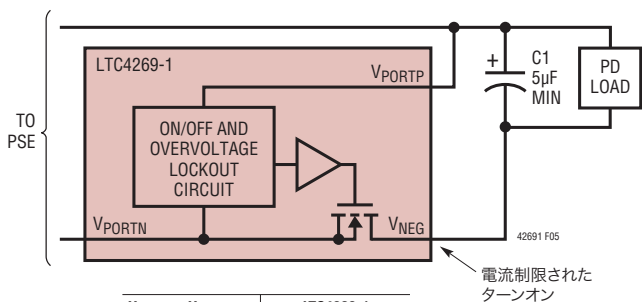 LTC4269-1
VPORTP
+
C1
5μF
MIN
PD
LOAD
TO
PSE
ON/OFF AND
OVERVOLTAGE
LOCKOUT
CIRCUIT
VPORTN
VNEG
42691 F05
電流制限された
ターンオン